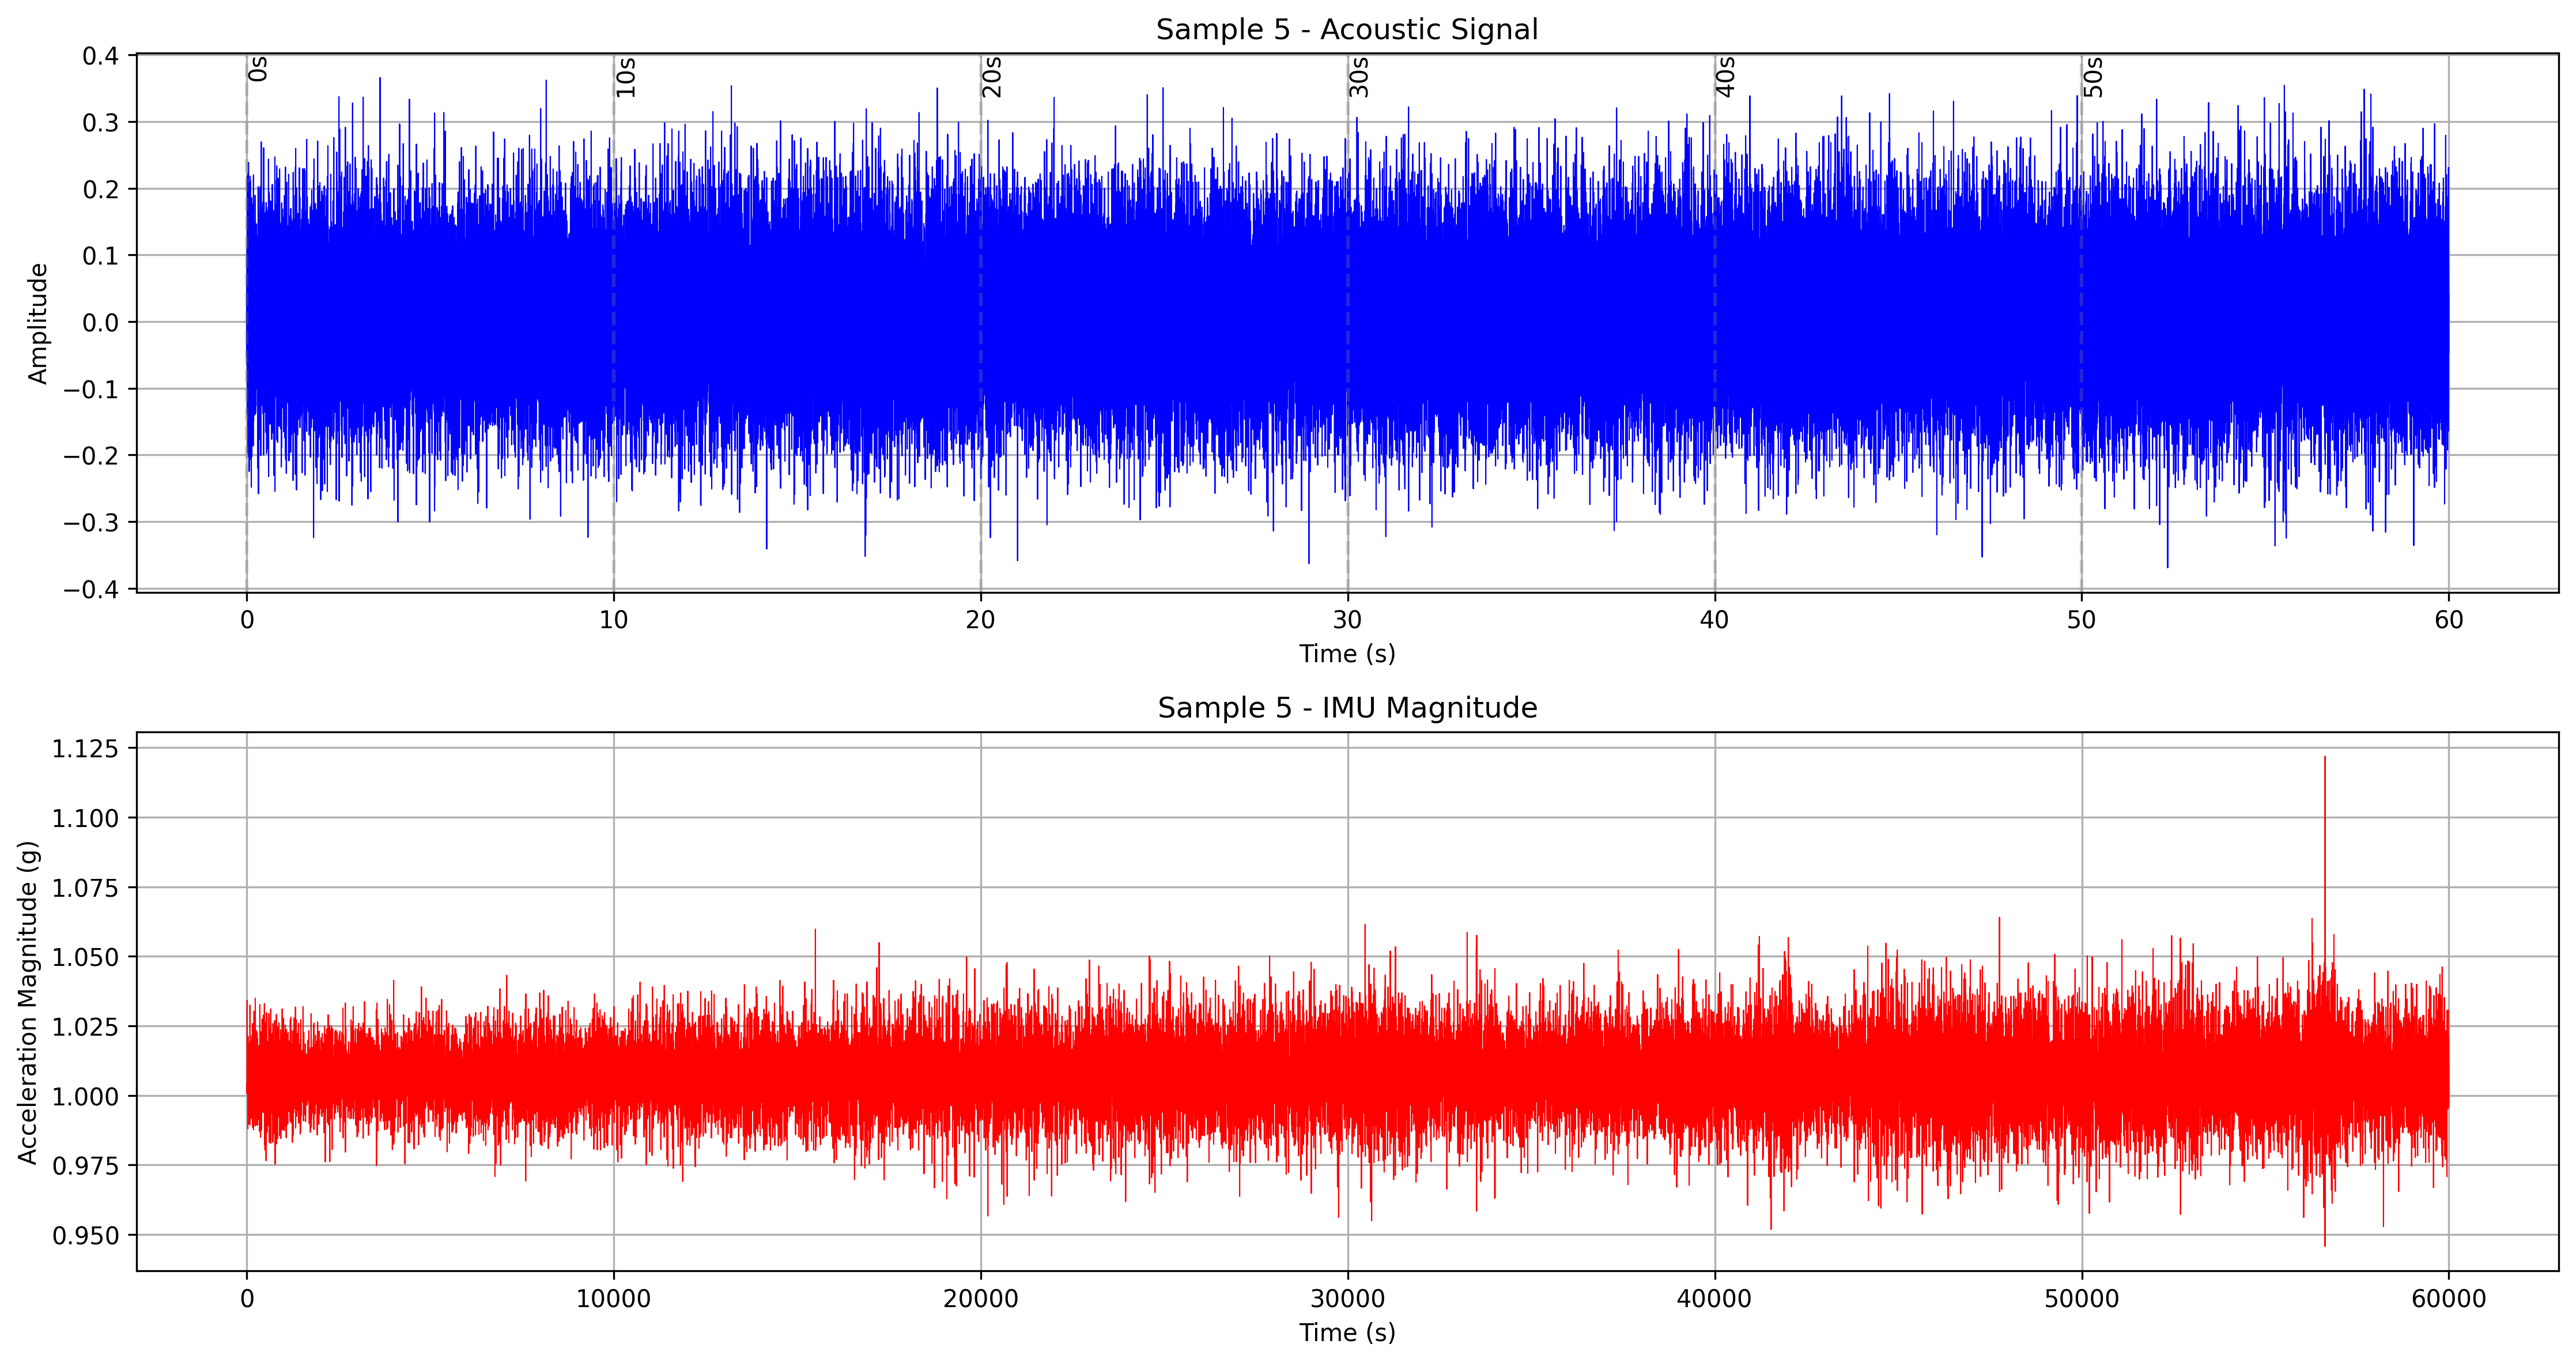 Sample 5 - Acoustic Signal
0.4
0.3
0.2
0.1
0.0
−0.1
−0.2
−0.3
−0.4
Amplitude
0s
10s
20s
30s
40s
50s
0 10 20 30 40 50 60
Time (s)
Sample 5 - IMU Magnitude
1.125
1.100
1.075
1.050
1.025
1.000
0.975
0.950
Acceleration Magnitude (g)
0 10000 20000 30000 40000 50000 60000
Time (s)